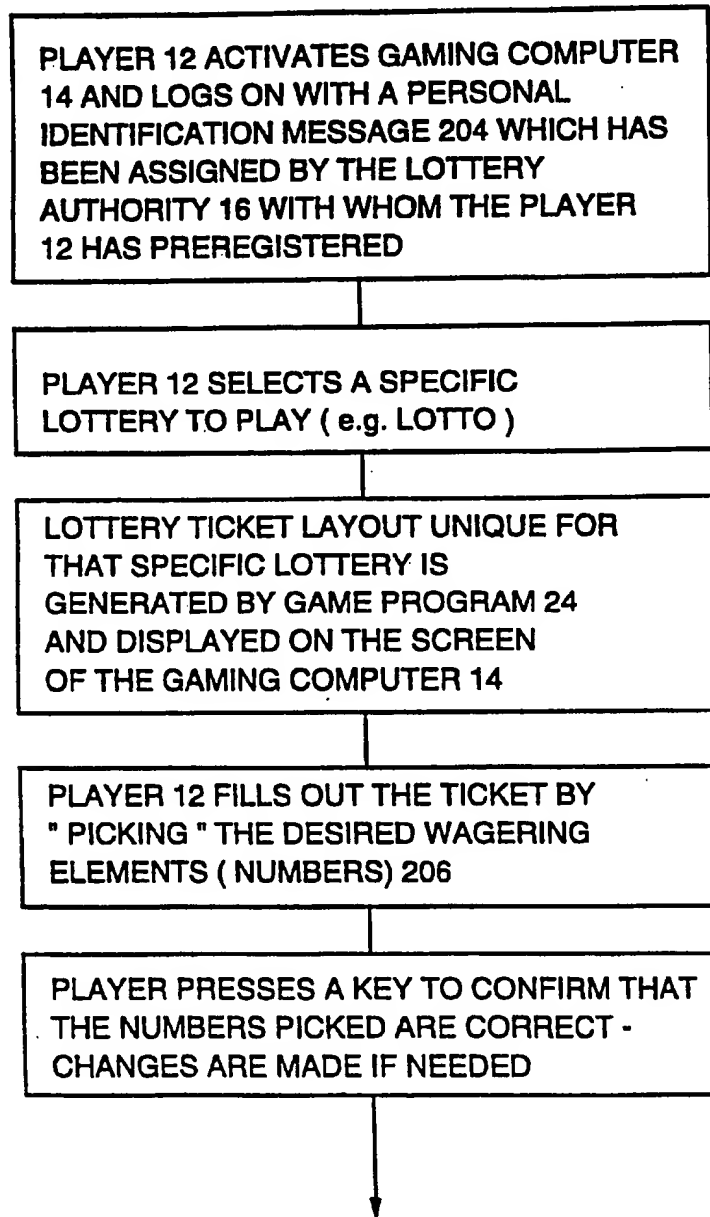 PLAYER 12 ACTIVATES GAMING COMPUTER
14 AND LOGS ON WITH A PERSONAL
IDENTIFICATION MESSAGE 204 WHICH HAS
BEEN ASSIGNED BY THE LOTTERY
AUTHORITY 16 WITH WHOM THE PLAYER
12 HAS PREREGISTERED
PLAYER 12 SELECTS A SPECIFIC
LOTTERY TO PLAY ( e.g. LOTTO )
LOTTERY TICKET LAYOUT UNIQUE FOR
THAT SPECIFIC LOTTERY IS
GENERATED BY GAME PROGRAM 24
AND DISPLAYED ON THE SCREEN
OF THE GAMING COMPUTER 14
PLAYER 12 FILLS OUT THE TICKET BY
" PICKING " THE DESIRED WAGERING
ELEMENTS ( NUMBERS) 206
PLAYER PRESSES A KEY TO CONFIRM THAT
THE NUMBERS PICKED ARE CORRECT -
CHANGES ARE MADE IF NEEDED